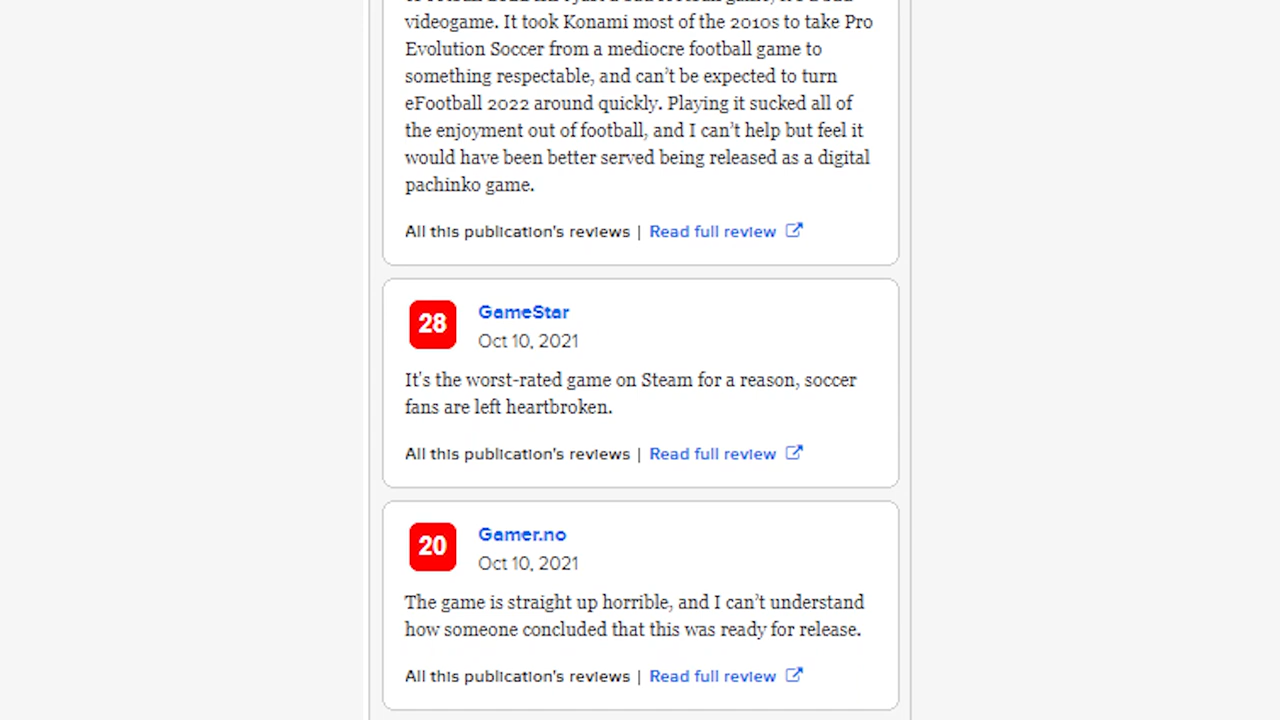 videogame. It took Konami most of the 2010s to take Pro
Evolution Soccer from a mediocre football game to
something respectable, and can't be expected to turn
eFootball 2022 around quickly. Playing it sucked all of
the enjoyment out of football, and I can't help but feel it
would have been better served being released as a digital
pachinko game.
All this publication's reviews | Read full review
28 GameStar
Oct 10, 2021
It's the worst-rated game on Steam for a reason, soccer
fans are left heartbroken.
All this publication's reviews | Read full review
20 Gamer.no
Oct 10, 2021
The game is straight up horrible, and I can't understand
how someone concluded that this was ready for release.
All this publication's reviews | Read full review